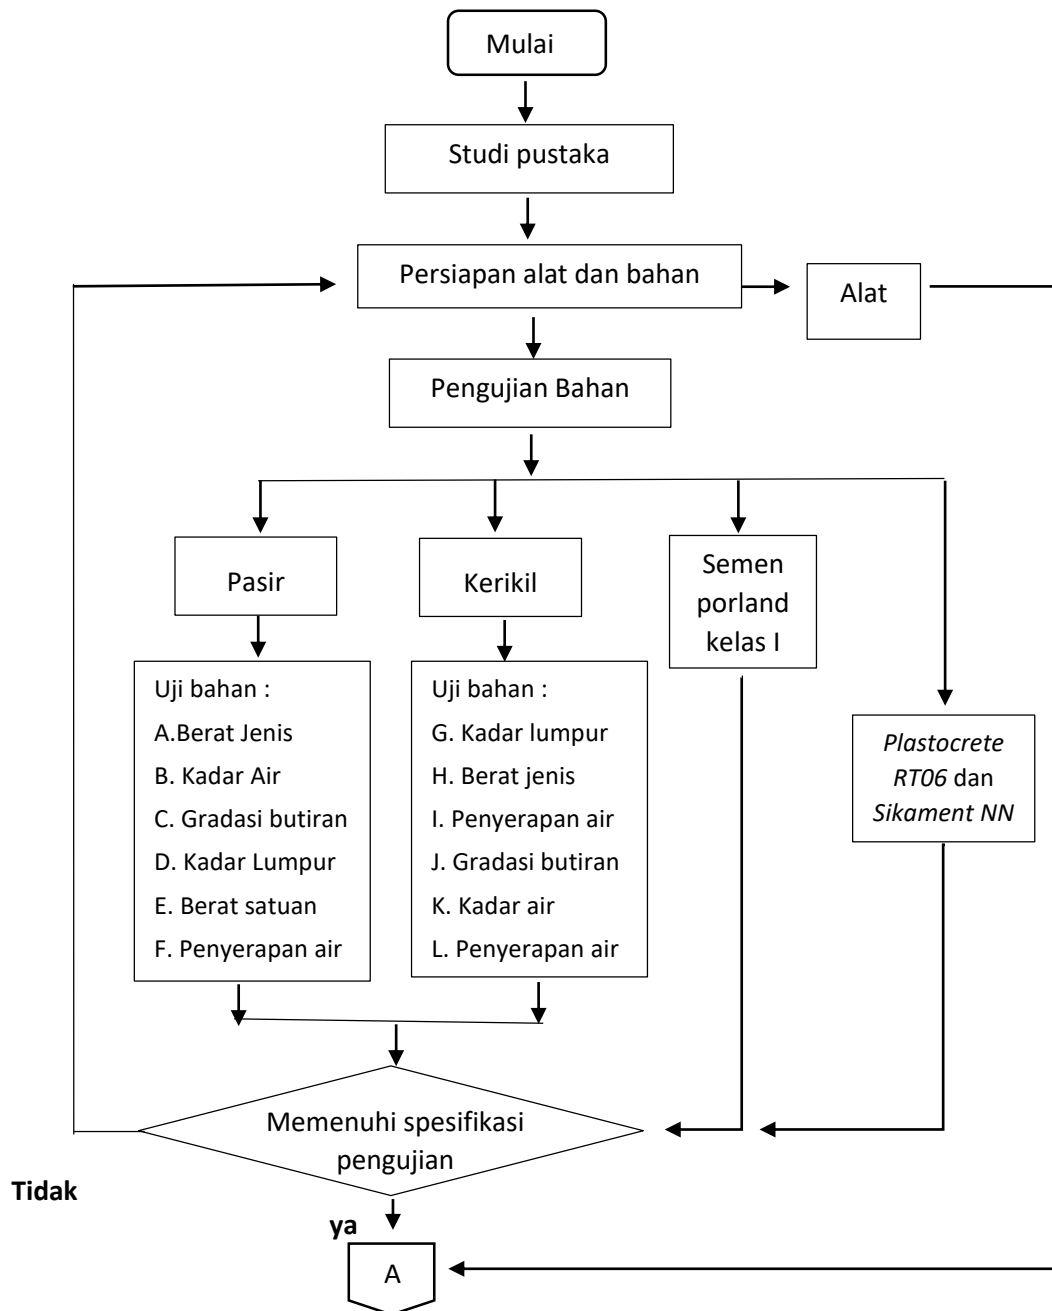 Mulai
Studi pustaka
Persiapan alat dan bahan
Alat
Pengujian Bahan
Pasir
Kerikil
Semen
porland
kelas I
Uji bahan :
A.Berat Jenis
B. Kadar Air
C. Gradasi butiran
D. Kadar Lumpur
E. Berat satuan
F. Penyerapan air
Uji bahan :
G. Kadar lumpur
H. Berat jenis
I. Penyerapan air
J. Gradasi butiran
K. Kadar air
L. Penyerapan air
Plastocrete
RT06 dan
Sikament NN
Memenuhi spesifikasi
pengujian
Tidak
ya
A